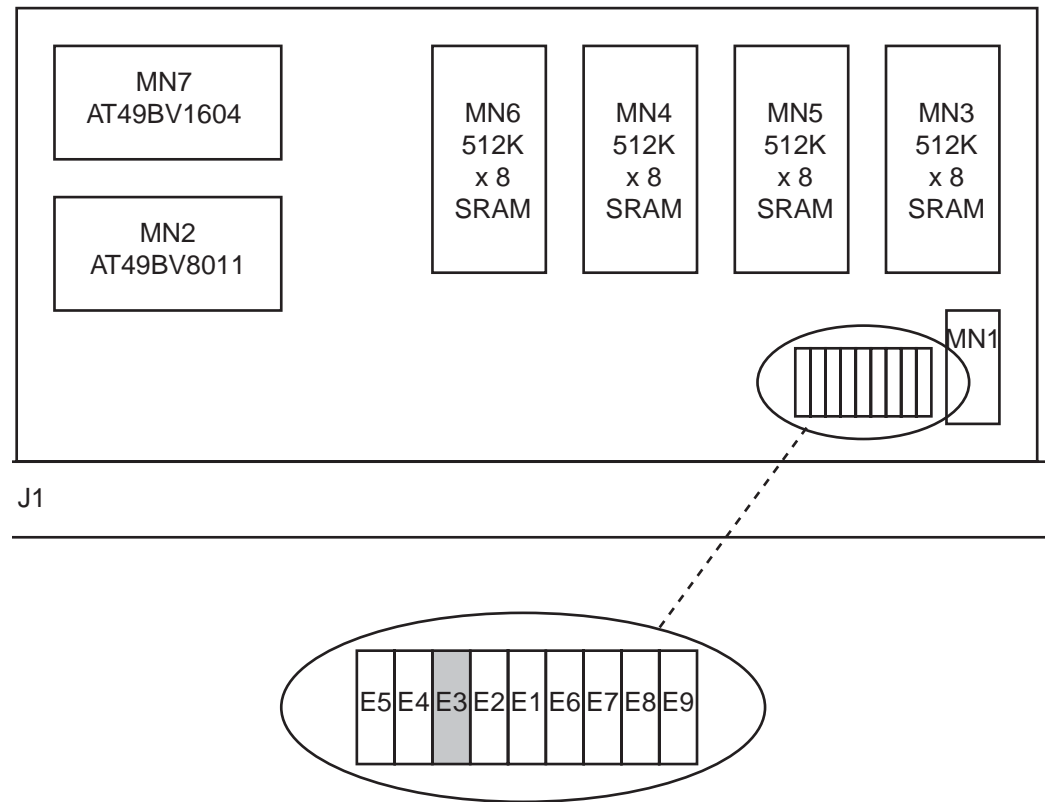 MN7
AT49BV1604
MN2
AT49BV8011
MN6
512K
x 8
SRAM
MN4
512K
x 8
SRAM
MN5
512K
x 8
SRAM
MN3
512K
x 8
SRAM
MN1
J1
E5 E4 E3 E2 E1 E6 E7 E8 E9